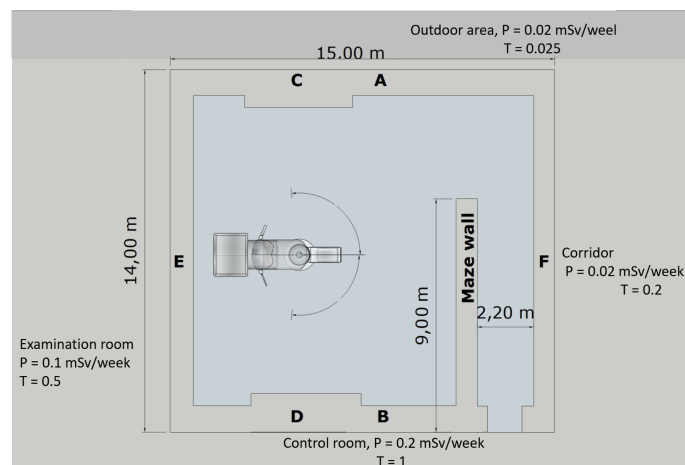 Outdoor area, P = 0.02 mSv/weel
T = 0.025
15,00 m
C
A
14,00 m
E
Maze wall
F
Corridor
P = 0.02 mSv/week
T = 0.2
9,00 m
2,20 m
Examination room
P = 0.1 mSv/week
T = 0.5
D
B
Control room, P = 0.2 mSv/week
T = 1